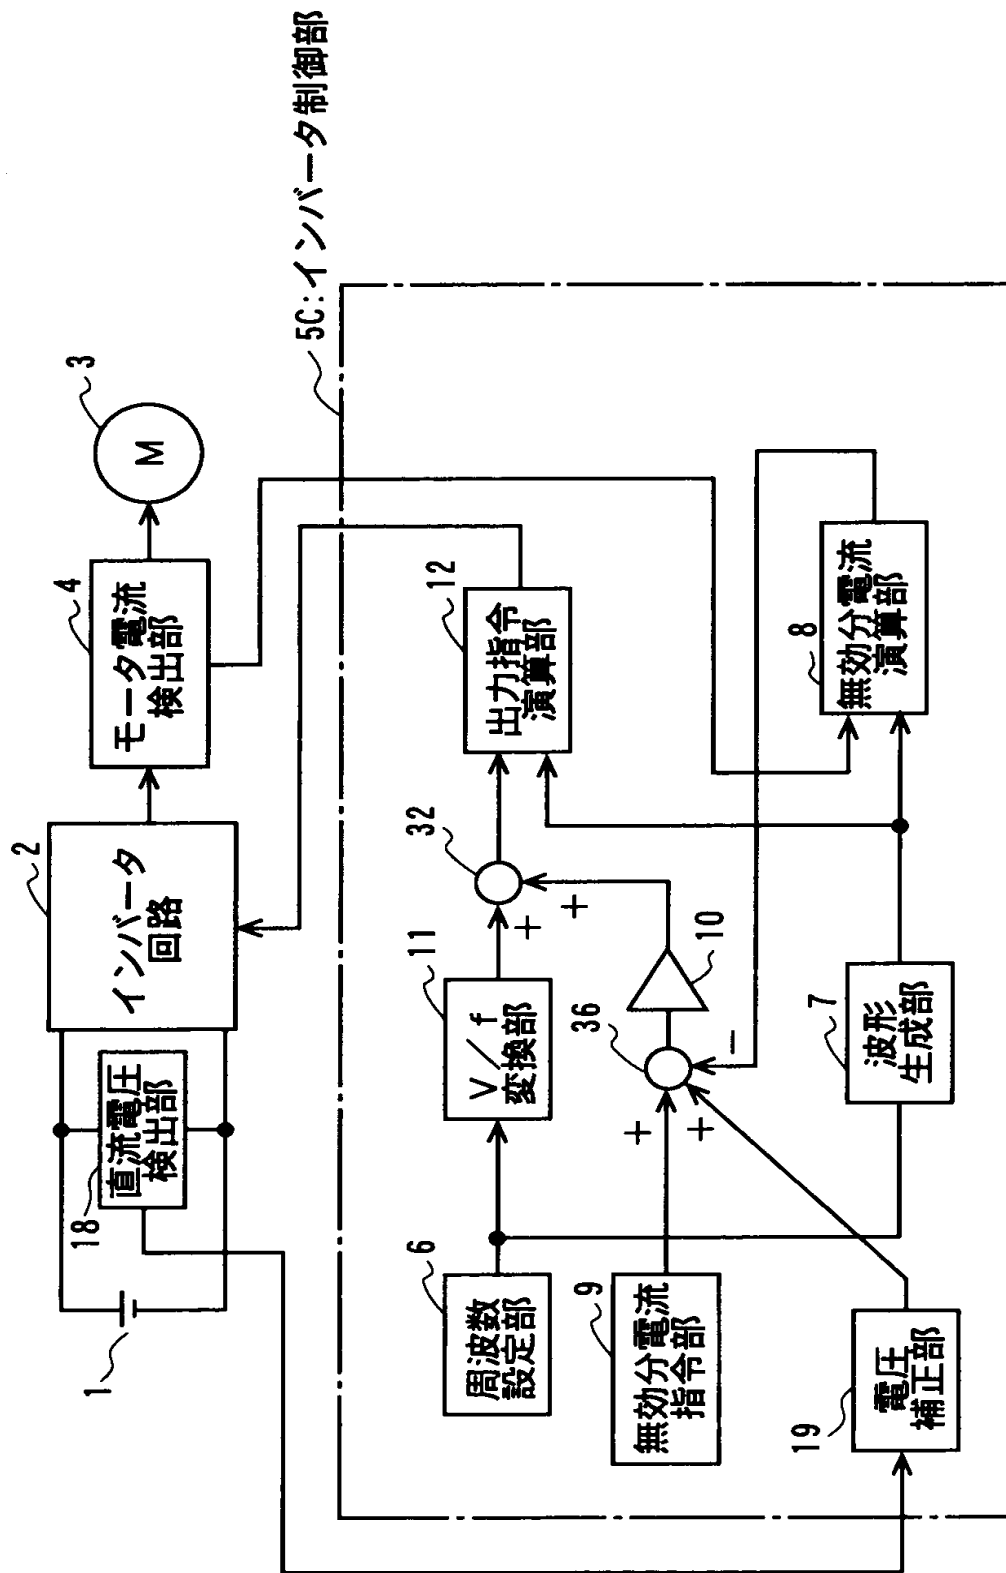 1
18
直流電圧
検出部
2
インバータ
回路
4
モータ電流
検出部
3
M
5C:インバータ制御部
6
周波数
設定部
11
V/f
変換部
+
+
32
12
出力指令
演算部
9
無効分電流
指令部
+
+
-
36
10
19
電圧
補正部
7
波形
生成部
8
無効分電流
演算部